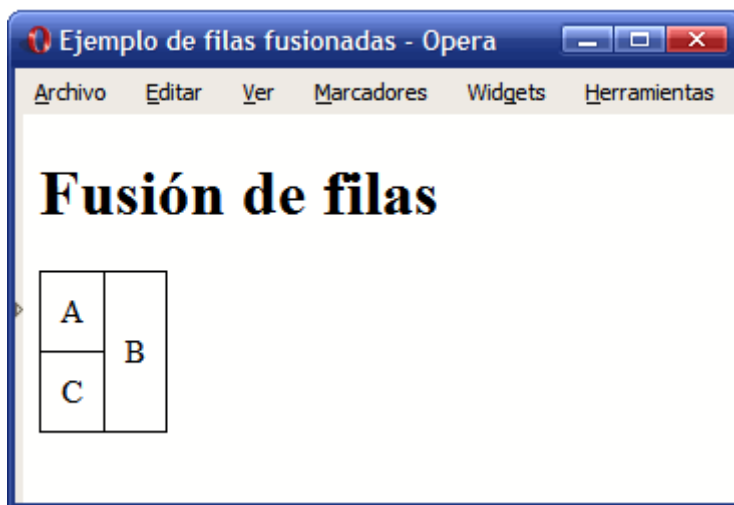 Ejemplo de filas fusionadas - Opera
Archivo Editar Ver Marcadores Widgets Herramientas
Fusión de filas
A
B
C